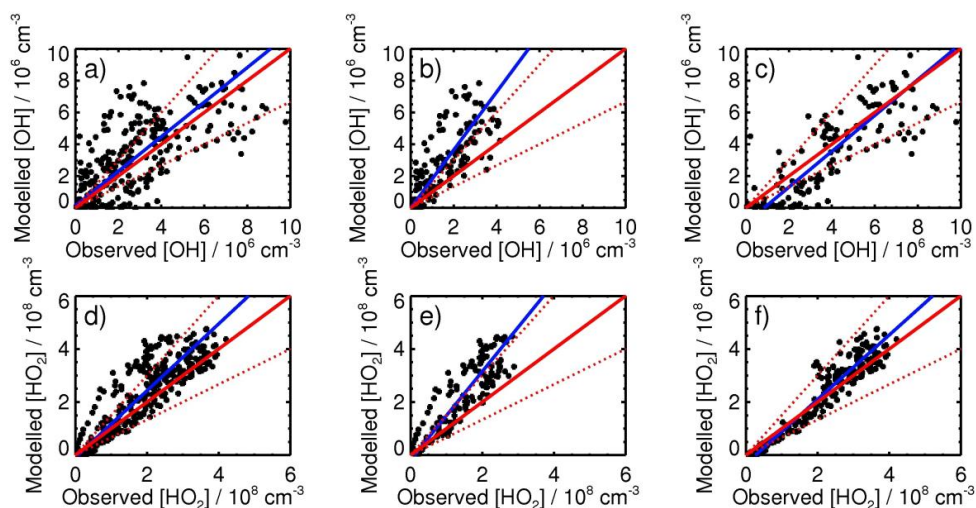 a)
b)
c)
Modelled [OH] / 10⁶ cm⁻³
10
8
6
4
2
0
0 2 4 6 8 10
Observed [OH] / 10⁶ cm⁻³
Modelled [OH] / 10⁶ cm⁻³
10
8
6
4
2
0
0 2 4 6 8 10
Observed [OH] / 10⁶ cm⁻³
Modelled [OH] / 10⁶ cm⁻³
10
8
6
4
2
0
0 2 4 6 8 10
Observed [OH] / 10⁶ cm⁻³
d)
e)
f)
Modelled [HO₂] / 10⁸ cm⁻³
6
4
2
0
0 2 4 6
Observed [HO₂] / 10⁸ cm⁻³
Modelled [HO₂] / 10⁸ cm⁻³
6
4
2
0
0 2 4 6
Observed [HO₂] / 10⁸ cm⁻³
Modelled [HO₂] / 10⁸ cm⁻³
6
4
2
0
0 2 4 6
Observed [HO₂] / 10⁸ cm⁻³